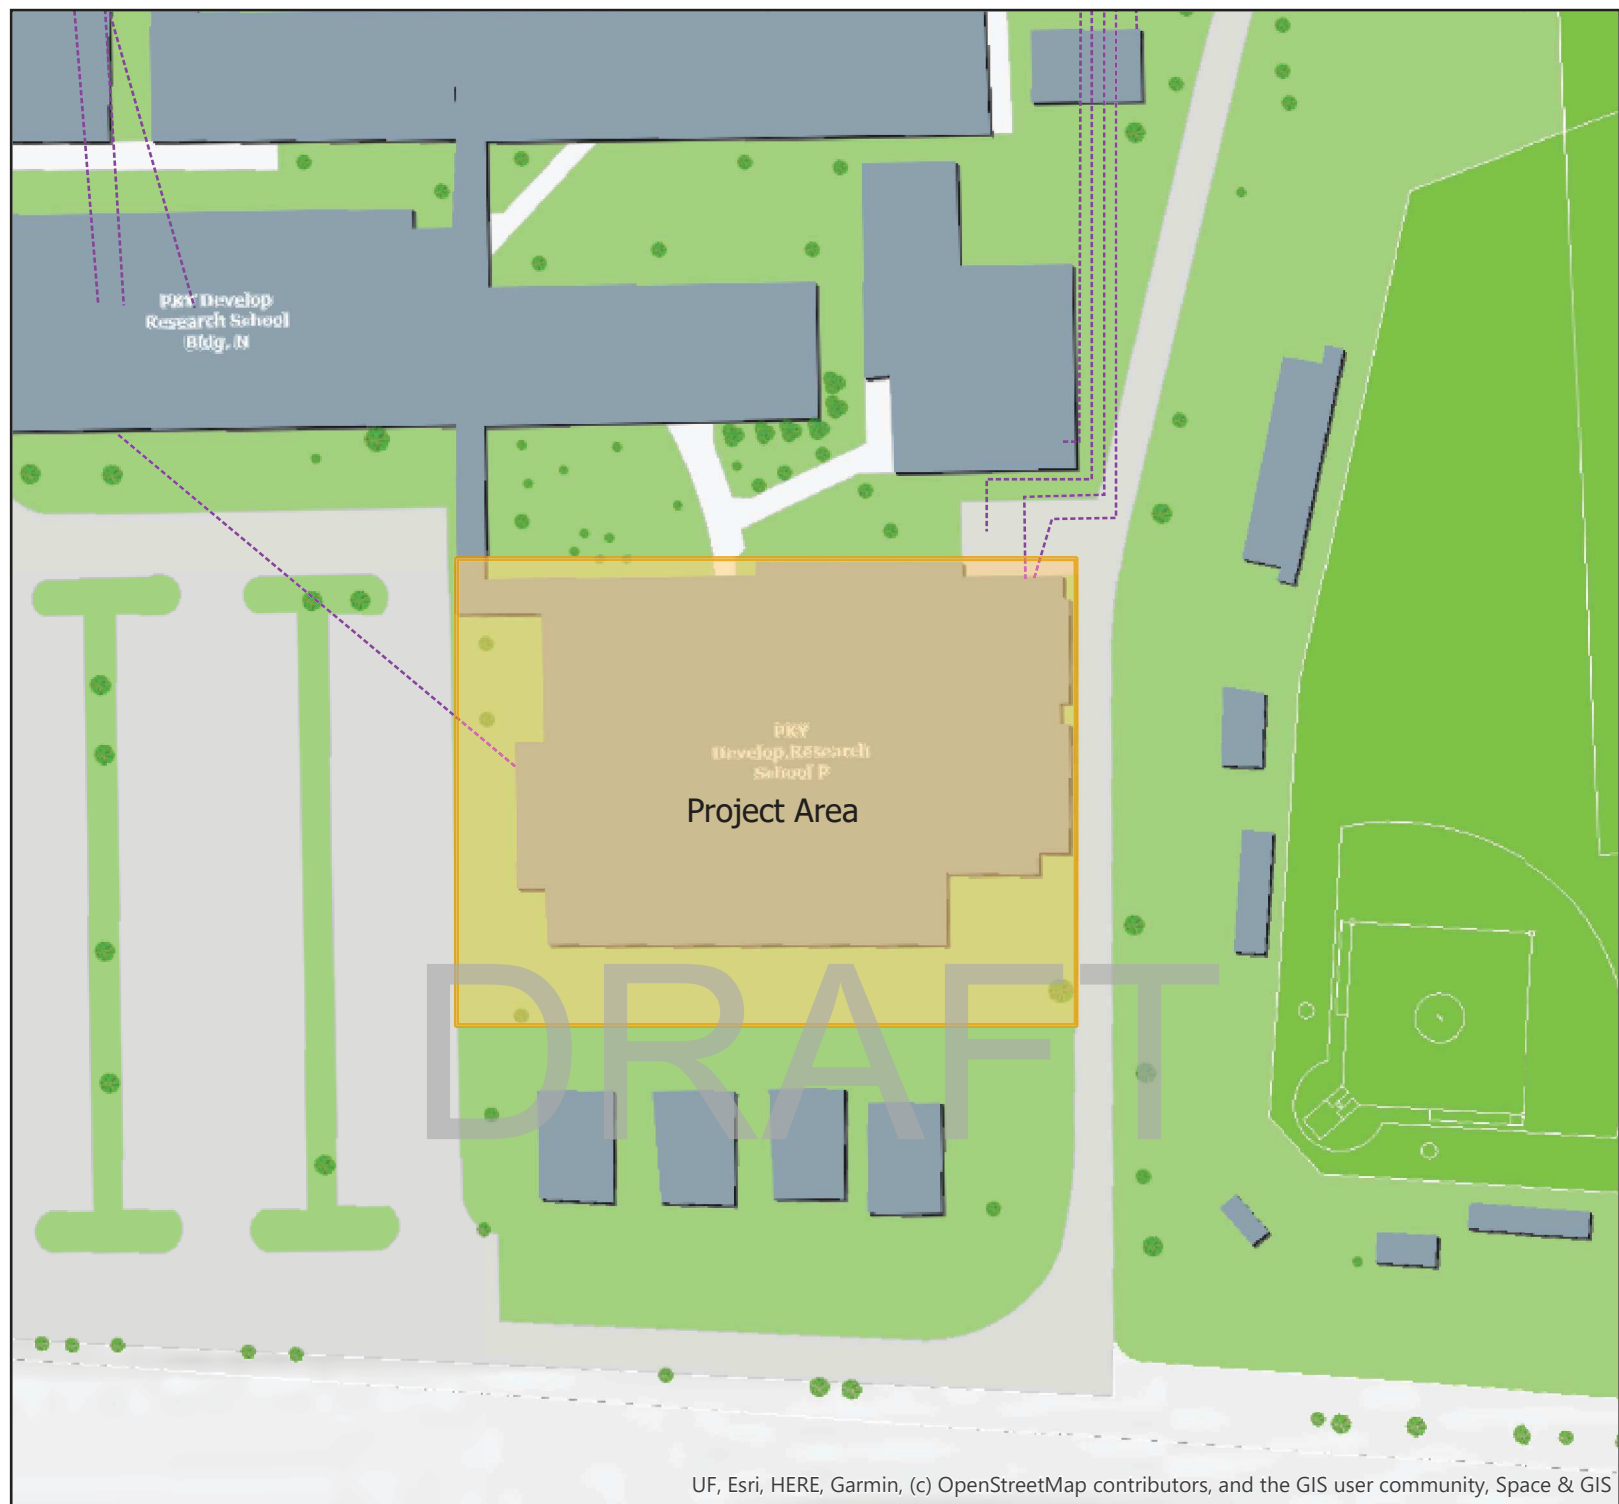 PKY Develop
Research School
Bldg. N
PKY
Develop.Research
School P
Project Area
DRAFT
UF, Esri, HERE, Garmin, (c) OpenStreetMap contributors, and the GIS user community, Space & GIS